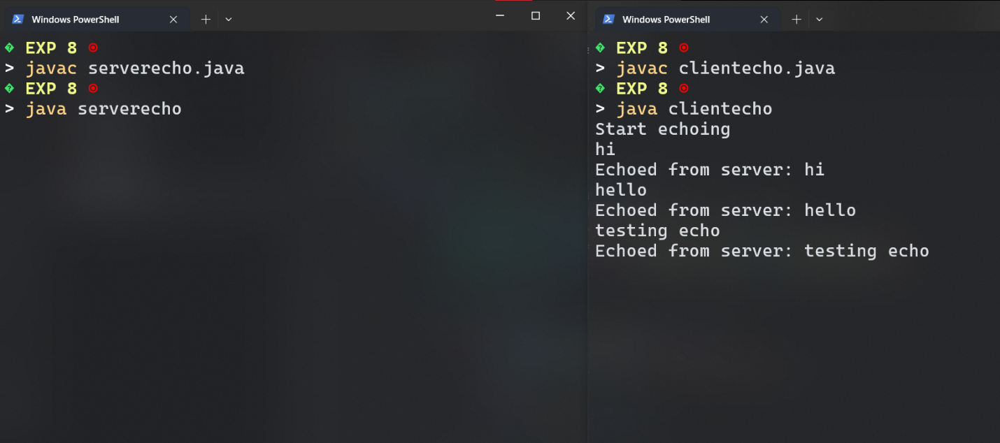 Windows PowerShell
EXP 8
> javac serverecho.java
EXP 8
> java serverecho
Windows PowerShell
EXP 8
> javac clientecho.java
EXP 8
> java clientecho
Start echoing
hi
Echoed from server: hi
hello
Echoed from server: hello
testing echo
Echoed from server: testing echo